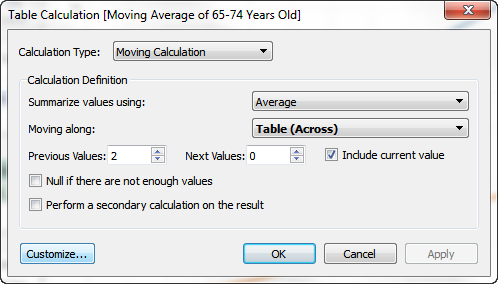 Table Calculation [Moving Average of 65-74 Years Old]
Calculation Type: Moving Calculation
Calculation Definition
Summarize values using: Average
Moving along: Table (Across)
Previous Values: 2 Next Values: 0 Include current value
Null if there are not enough values
Perform a secondary calculation on the result
Customize... OK Cancel Apply